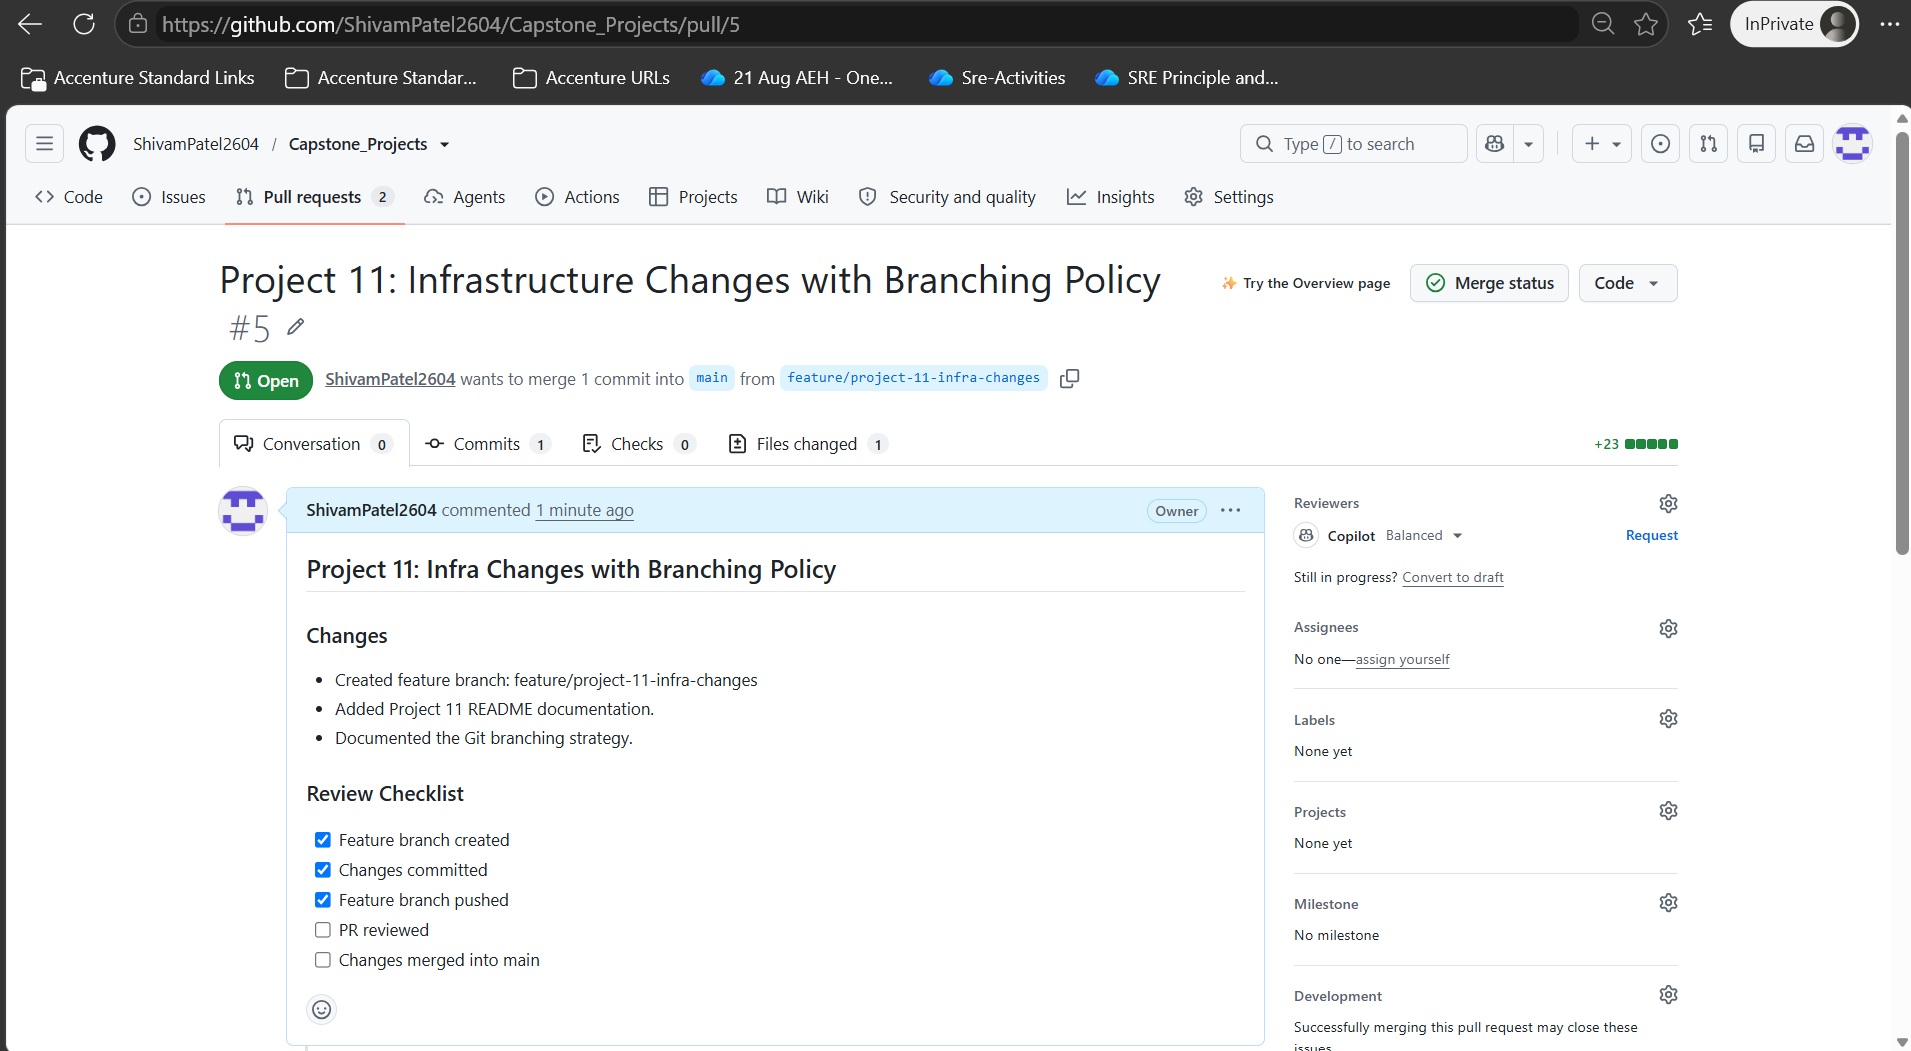 https://github.com/ShivamPatel2604/Capstone_Projects/pull/5
InPrivate
Accenture Standard Links
Accenture Standar...
Accenture URLs
21 Aug AEH - One...
Sre-Activities
SRE Principle and...
ShivamPatel2604 / Capstone_Projects
Type / to search
Code
Issues
Pull requests 2
Agents
Actions
Projects
Wiki
Security and quality
Insights
Settings
Project 11: Infrastructure Changes with Branching Policy
#5
Try the Overview page
Merge status
Code
Open
ShivamPatel2604 wants to merge 1 commit into main from feature/project-11-infra-changes
Conversation 0
Commits 1
Checks 0
Files changed 1
+23
ShivamPatel2604 commented 1 minute ago
Owner
Project 11: Infra Changes with Branching Policy
Changes
• Created feature branch: feature/project-11-infra-changes
• Added Project 11 README documentation.
• Documented the Git branching strategy.
Review Checklist
Feature branch created
Changes committed
Feature branch pushed
PR reviewed
Changes merged into main
Reviewers
Copilot Balanced
Request
Still in progress? Convert to draft
Assignees
No one—assign yourself
Labels
None yet
Projects
None yet
Milestone
No milestone
Development
Successfully merging this pull request may close these
issues.